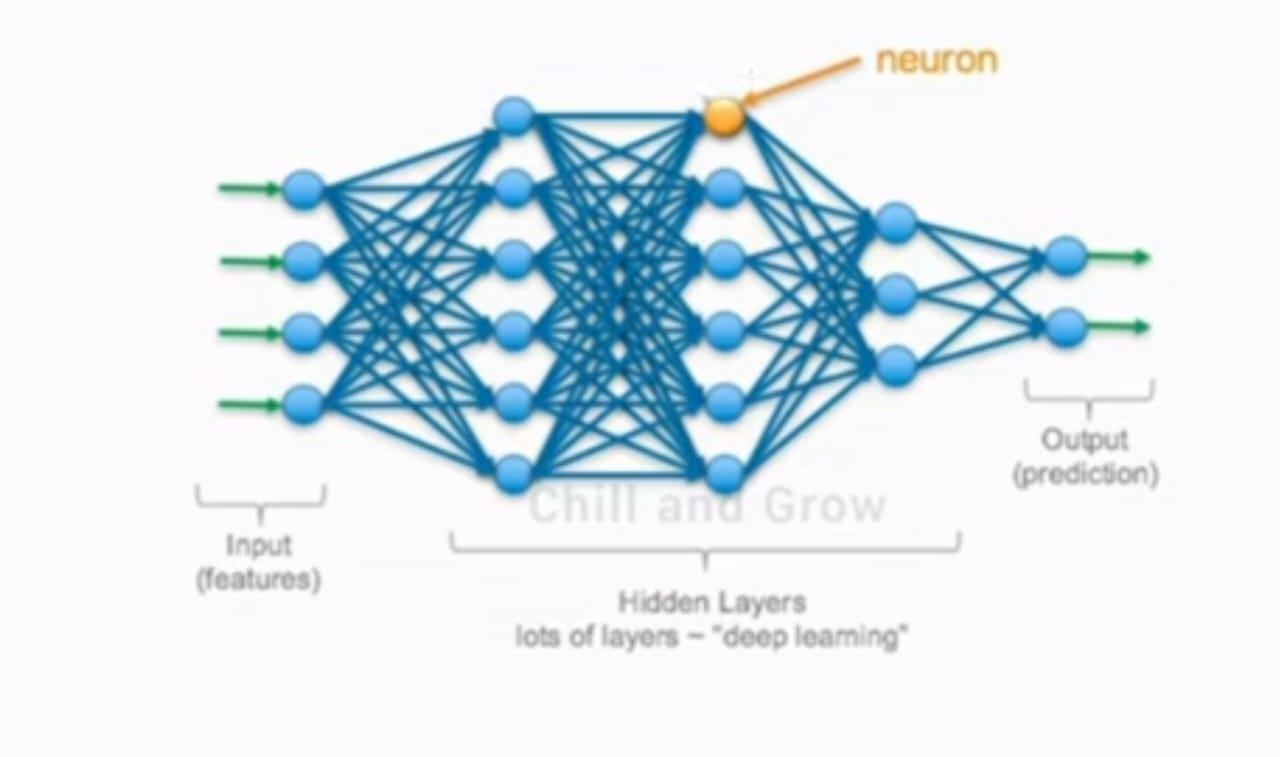 neuron
Chill and Grow
Output
(prediction)
Input
(features)
Hidden Layers
lots of layers ~ "deep learning"